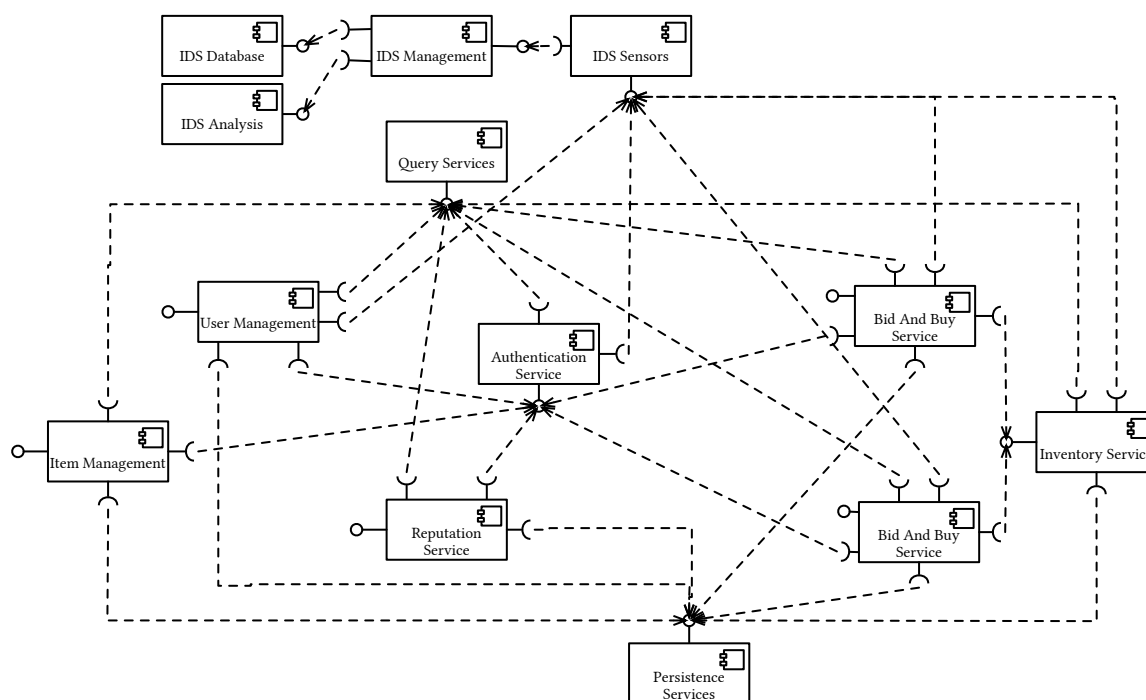 IDS Database
IDS Management
IDS Sensors
IDS Analysis
Query Services
User Management
Bid And Buy
Service
Authentication
Service
Item Management
Inventory Servic
Reputation
Service
Bid And Buy
Service
Persistence
Services